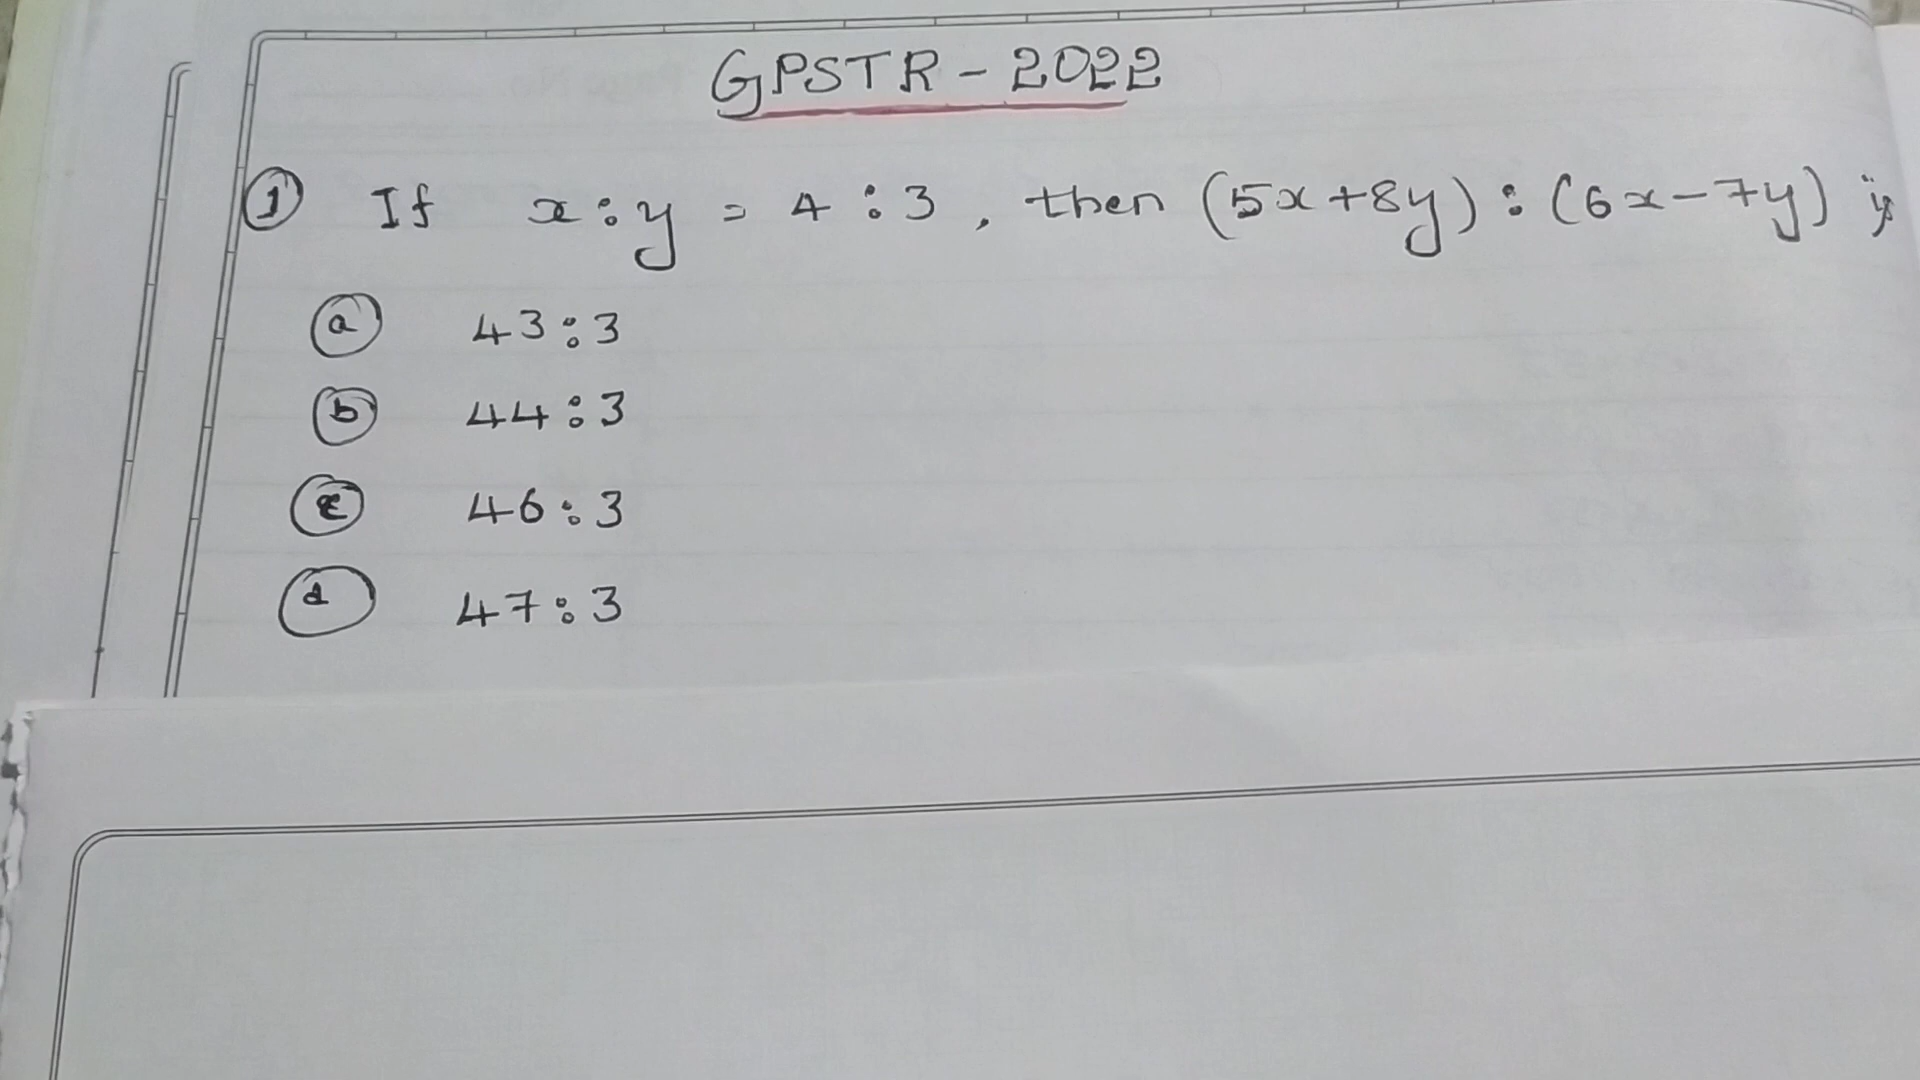 GPSTR - 2022
① If x : y = 4 : 3 , then (5x+8y) : (6x-7y) is
ⓐ 43 : 3
ⓑ 44 : 3
ⓒ 46 : 3
ⓓ 47 : 3